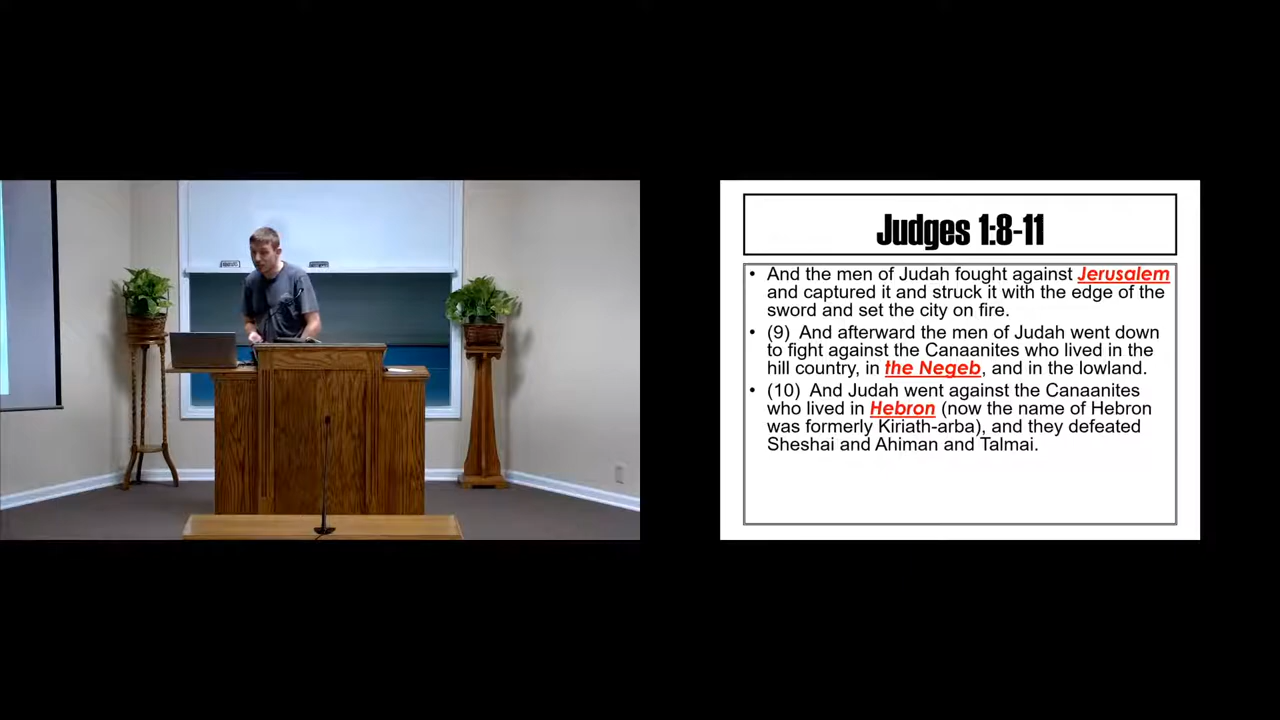 Judges 1:8-11
• And the men of Judah fought against Jerusalem
and captured it and struck it with the edge of the
sword and set the city on fire.
• (9) And afterward the men of Judah went down
to fight against the Canaanites who lived in the
hill country, in the Negeb, and in the lowland.
• (10) And Judah went against the Canaanites
who lived in Hebron (now the name of Hebron
was formerly Kiriath-arba), and they defeated
Sheshai and Ahiman and Talmai.